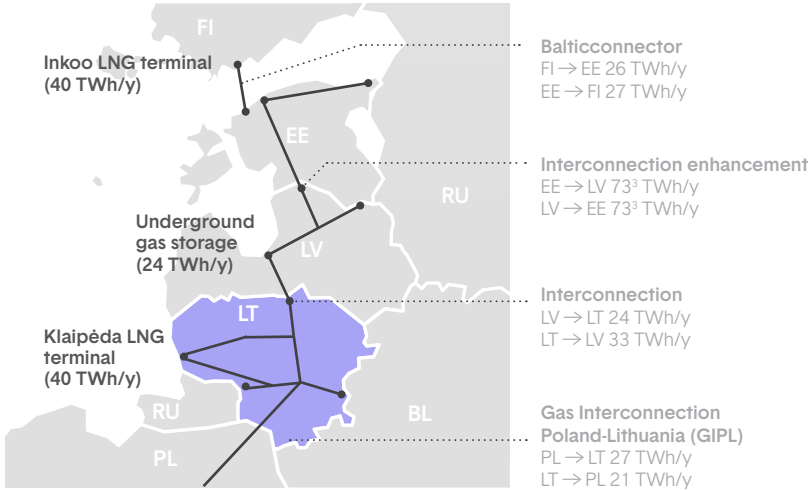 FI
Inkoo LNG terminal
(40 TWh/y)
Balticconnector
FI → EE 26 TWh/y
EE → FI 27 TWh/y
EE
Interconnection enhancement
EE → LV 73³ TWh/y
LV → EE 73³ TWh/y
RU
Underground
gas storage
(24 TWh/y)
LV
Interconnection
LV → LT 24 TWh/y
LT → LV 33 TWh/y
LT
Klaipėda LNG
terminal
(40 TWh/y)
RU
BL
PL
Gas Interconnection
Poland-Lithuania (GIPL)
PL → LT 27 TWh/y
LT → PL 21 TWh/y